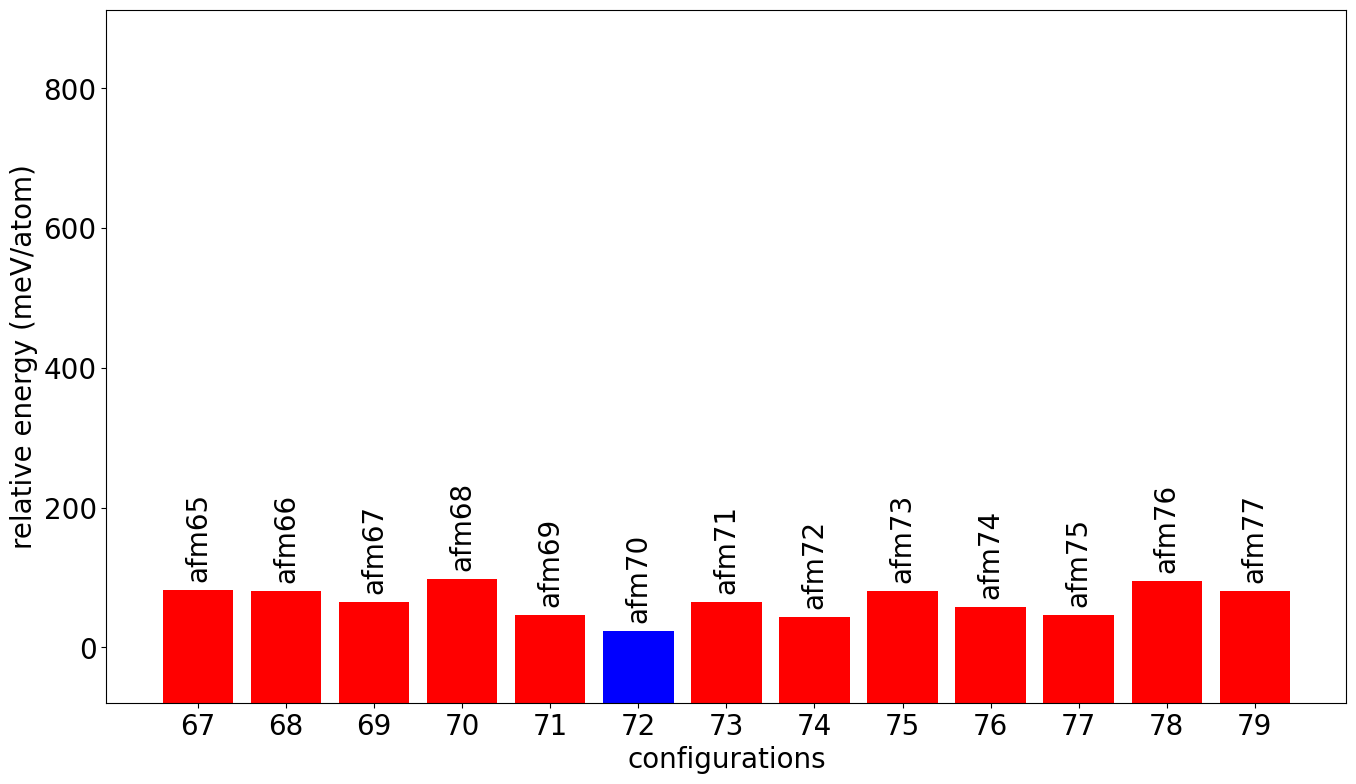 relative energy (meV/atom)
800
600
400
200
0
afm65
afm66
afm67
afm68
afm69
afm70
afm71
afm72
afm73
afm74
afm75
afm76
afm77
67 68 69 70 71 72 73 74 75 76 77 78 79
configurations